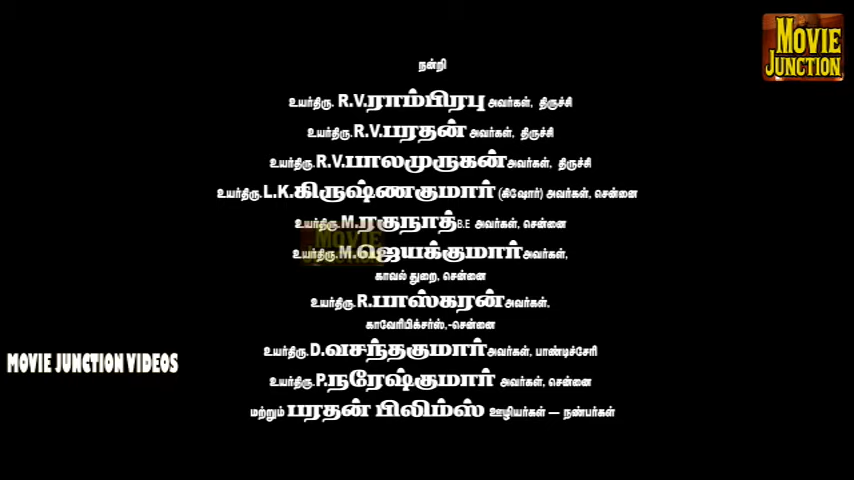 MOVIE
JUNCTION
நன்றி
உயர்திரு. R.V.ராம்பிரபு அவர்கள், திருச்சி
உயர்திரு.R.V.பரதன் அவர்கள், திருச்சி
உயர்திரு.R.V.பாலமுருகன்அவர்கள், திருச்சி
உயர்திரு.L.K.கிருஷ்ணகுமார் (கிஷோர்) அவர்கள், சென்னை
உயர்திரு.M.ரகுநாத்B.E அவர்கள், சென்னை
உயர்திரு.M.ஜெயக்குமார்அவர்கள்,
காவல் துறை, சென்னை
உயர்திரு.R.பாஸ்கரன்அவர்கள்,
காவேரிபிக்சர்ஸ்,-சென்னை
உயர்திரு.D.வசந்தகுமார்அவர்கள், பாண்டிச்சேரி
உயர்திரு.P.நரேஷ்குமார் அவர்கள், சென்னை
மற்றும் பரதன் பிலிம்ஸ் ஊழியர்கள் — நண்பர்கள்
MOVIE
JUNCTION
MOVIE JUNCTION VIDEOS